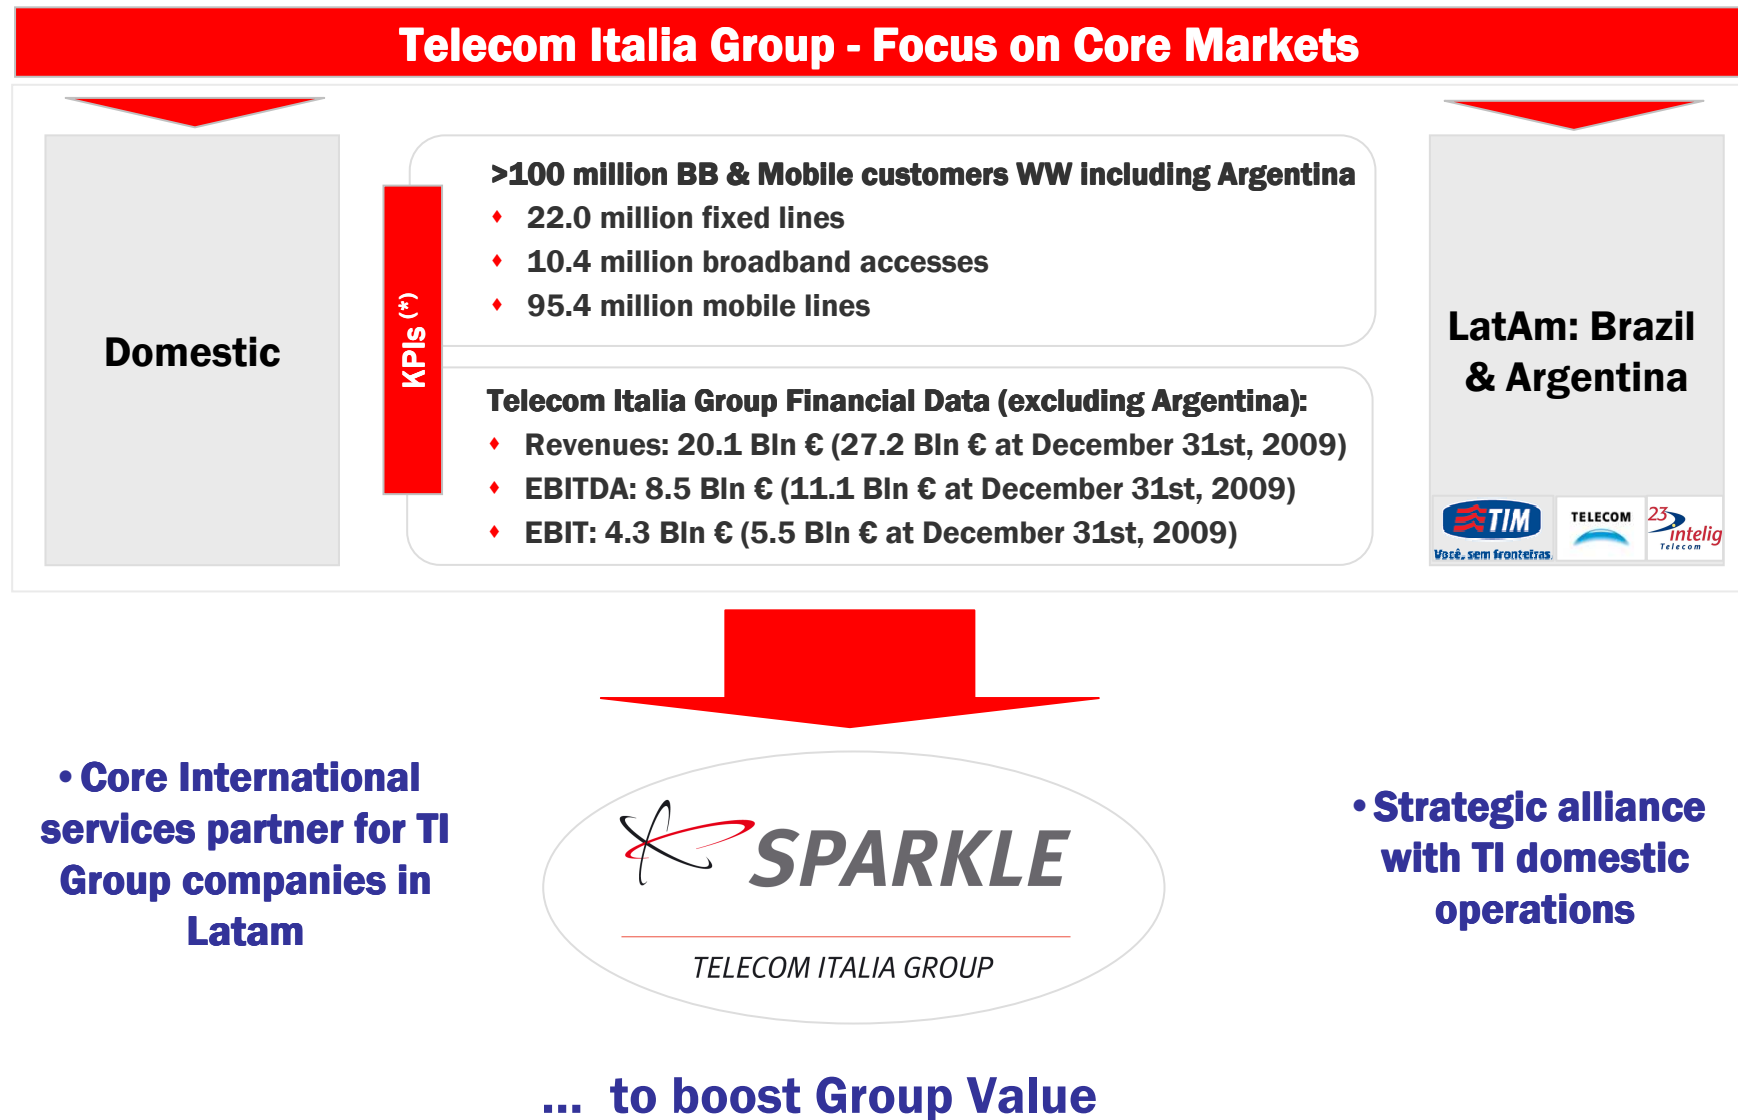 Telecom Italia Group - Focus on Core Markets
Domestic
KPIs (*)
>100 million BB & Mobile customers WW including Argentina
♦ 22.0 million fixed lines
♦ 10.4 million broadband accesses
♦ 95.4 million mobile lines
Telecom Italia Group Financial Data (excluding Argentina):
♦ Revenues: 20.1 Bln € (27.2 Bln € at December 31st, 2009)
♦ EBITDA: 8.5 Bln € (11.1 Bln € at December 31st, 2009)
♦ EBIT: 4.3 Bln € (5.5 Bln € at December 31st, 2009)
LatAm: Brazil
& Argentina
TIM
Você, sem fronteiras.
TELECOM
23
intelig
Telecom
• Core International
services partner for TI
Group companies in
Latam
SPARKLE
TELECOM ITALIA GROUP
• Strategic alliance
with TI domestic
operations
... to boost Group Value